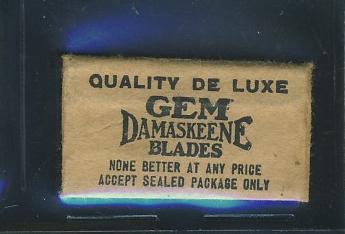 QUALITY DE LUXE
GEM
DAMASKEENE
BLADES
NONE BETTER AT ANY PRICE
ACCEPT SEALED PACKAGE ONLY